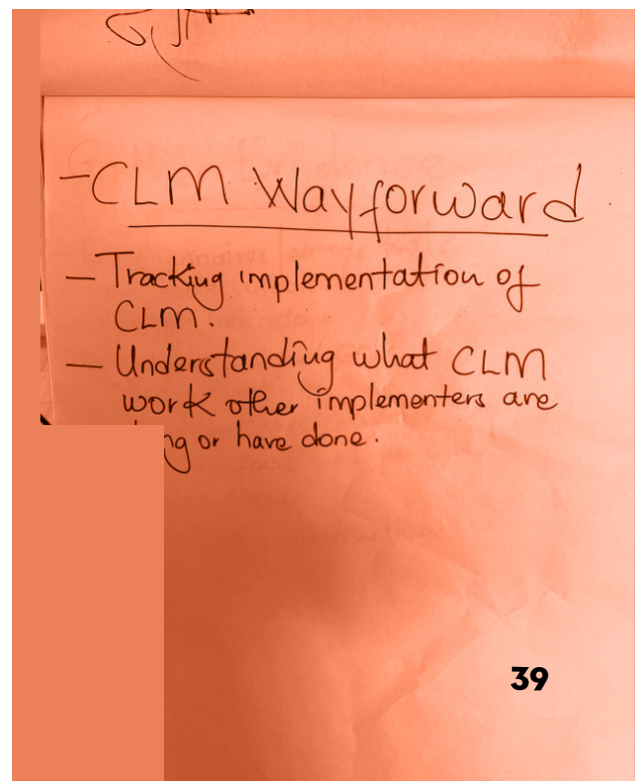 - CLM Wayforward
- Tracking implementation of
CLM.
- Understanding what CLM
work other implementers are
ng or have done.
39